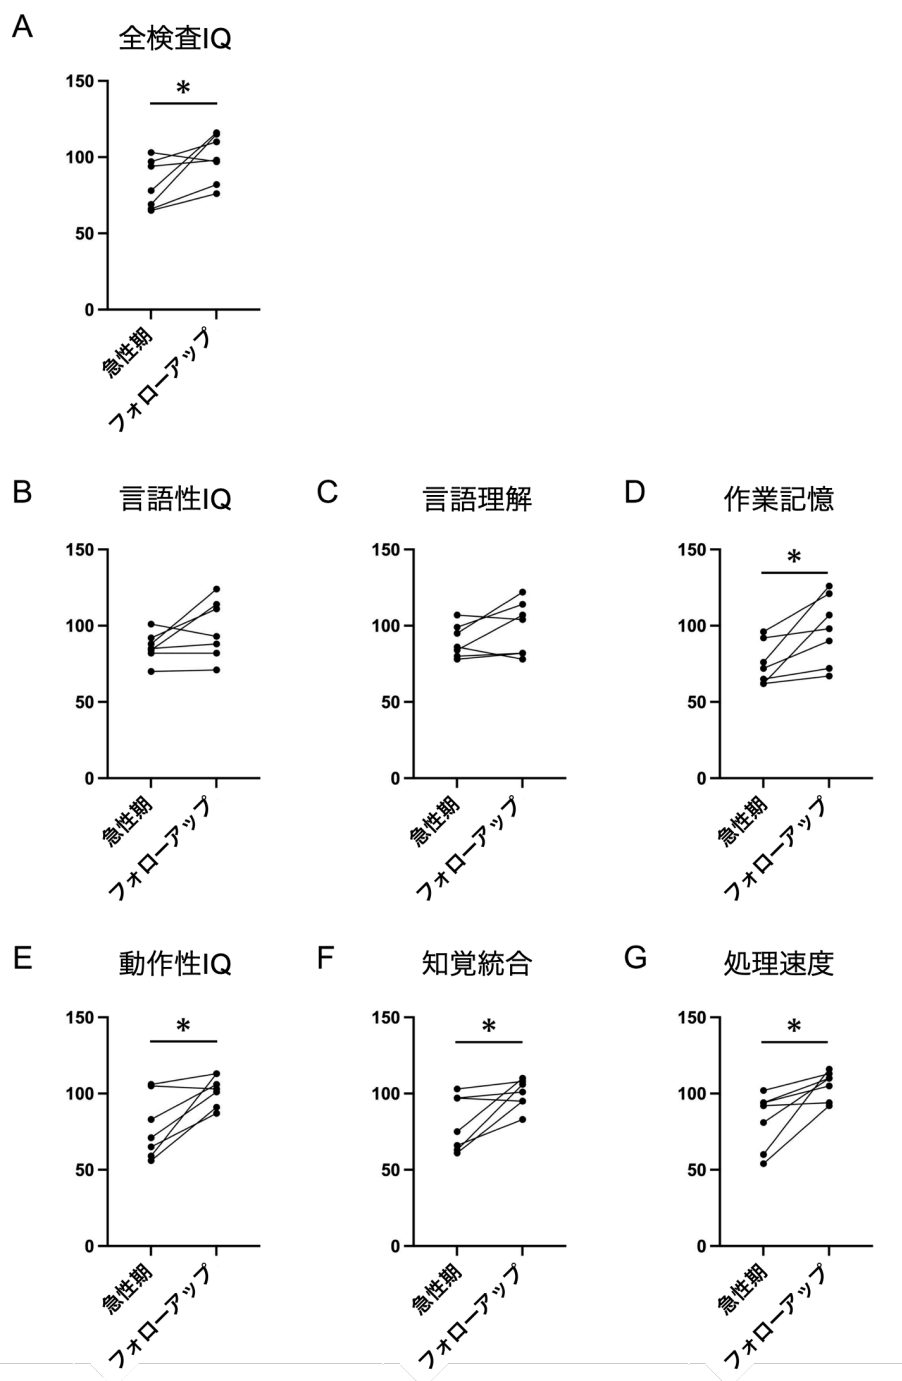 A
全検査IQ
150
*
100
50
0
急性期
フォローアップ
B
言語性IQ
150
100
50
0
急性期
フォローアップ
C
言語理解
150
100
50
0
急性期
フォローアップ
D
作業記憶
150
*
100
50
0
急性期
フォローアップ
E
動作性IQ
150
*
100
50
0
急性期
フォローアップ
F
知覚統合
150
*
100
50
0
急性期
フォローアップ
G
処理速度
150
*
100
50
0
急性期
フォローアップ